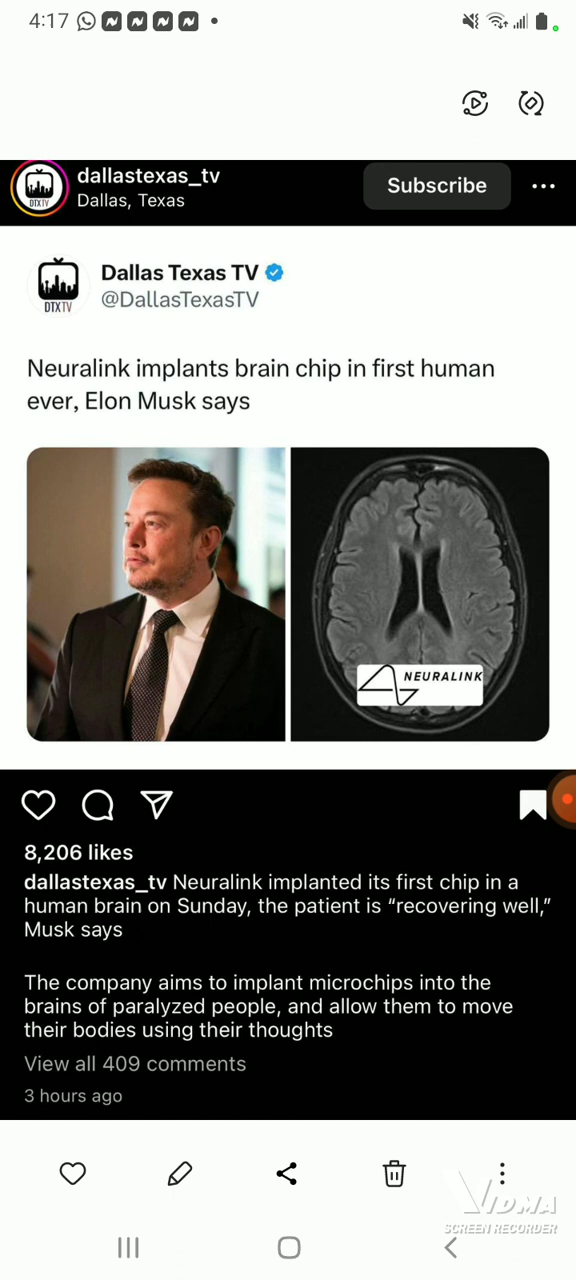 4:17
dallastexas_tv
Dallas, Texas
Subscribe
DTXTV
Dallas Texas TV
@DallasTexasTV
DTXTV
Neuralink implants brain chip in first human
ever, Elon Musk says
NEURALINK
8,206 likes
dallastexas_tv Neuralink implanted its first chip in a
human brain on Sunday, the patient is “recovering well,”
Musk says
The company aims to implant microchips into the
brains of paralyzed people, and allow them to move
their bodies using their thoughts
View all 409 comments
3 hours ago
VIDMA
SCREEN RECORDER